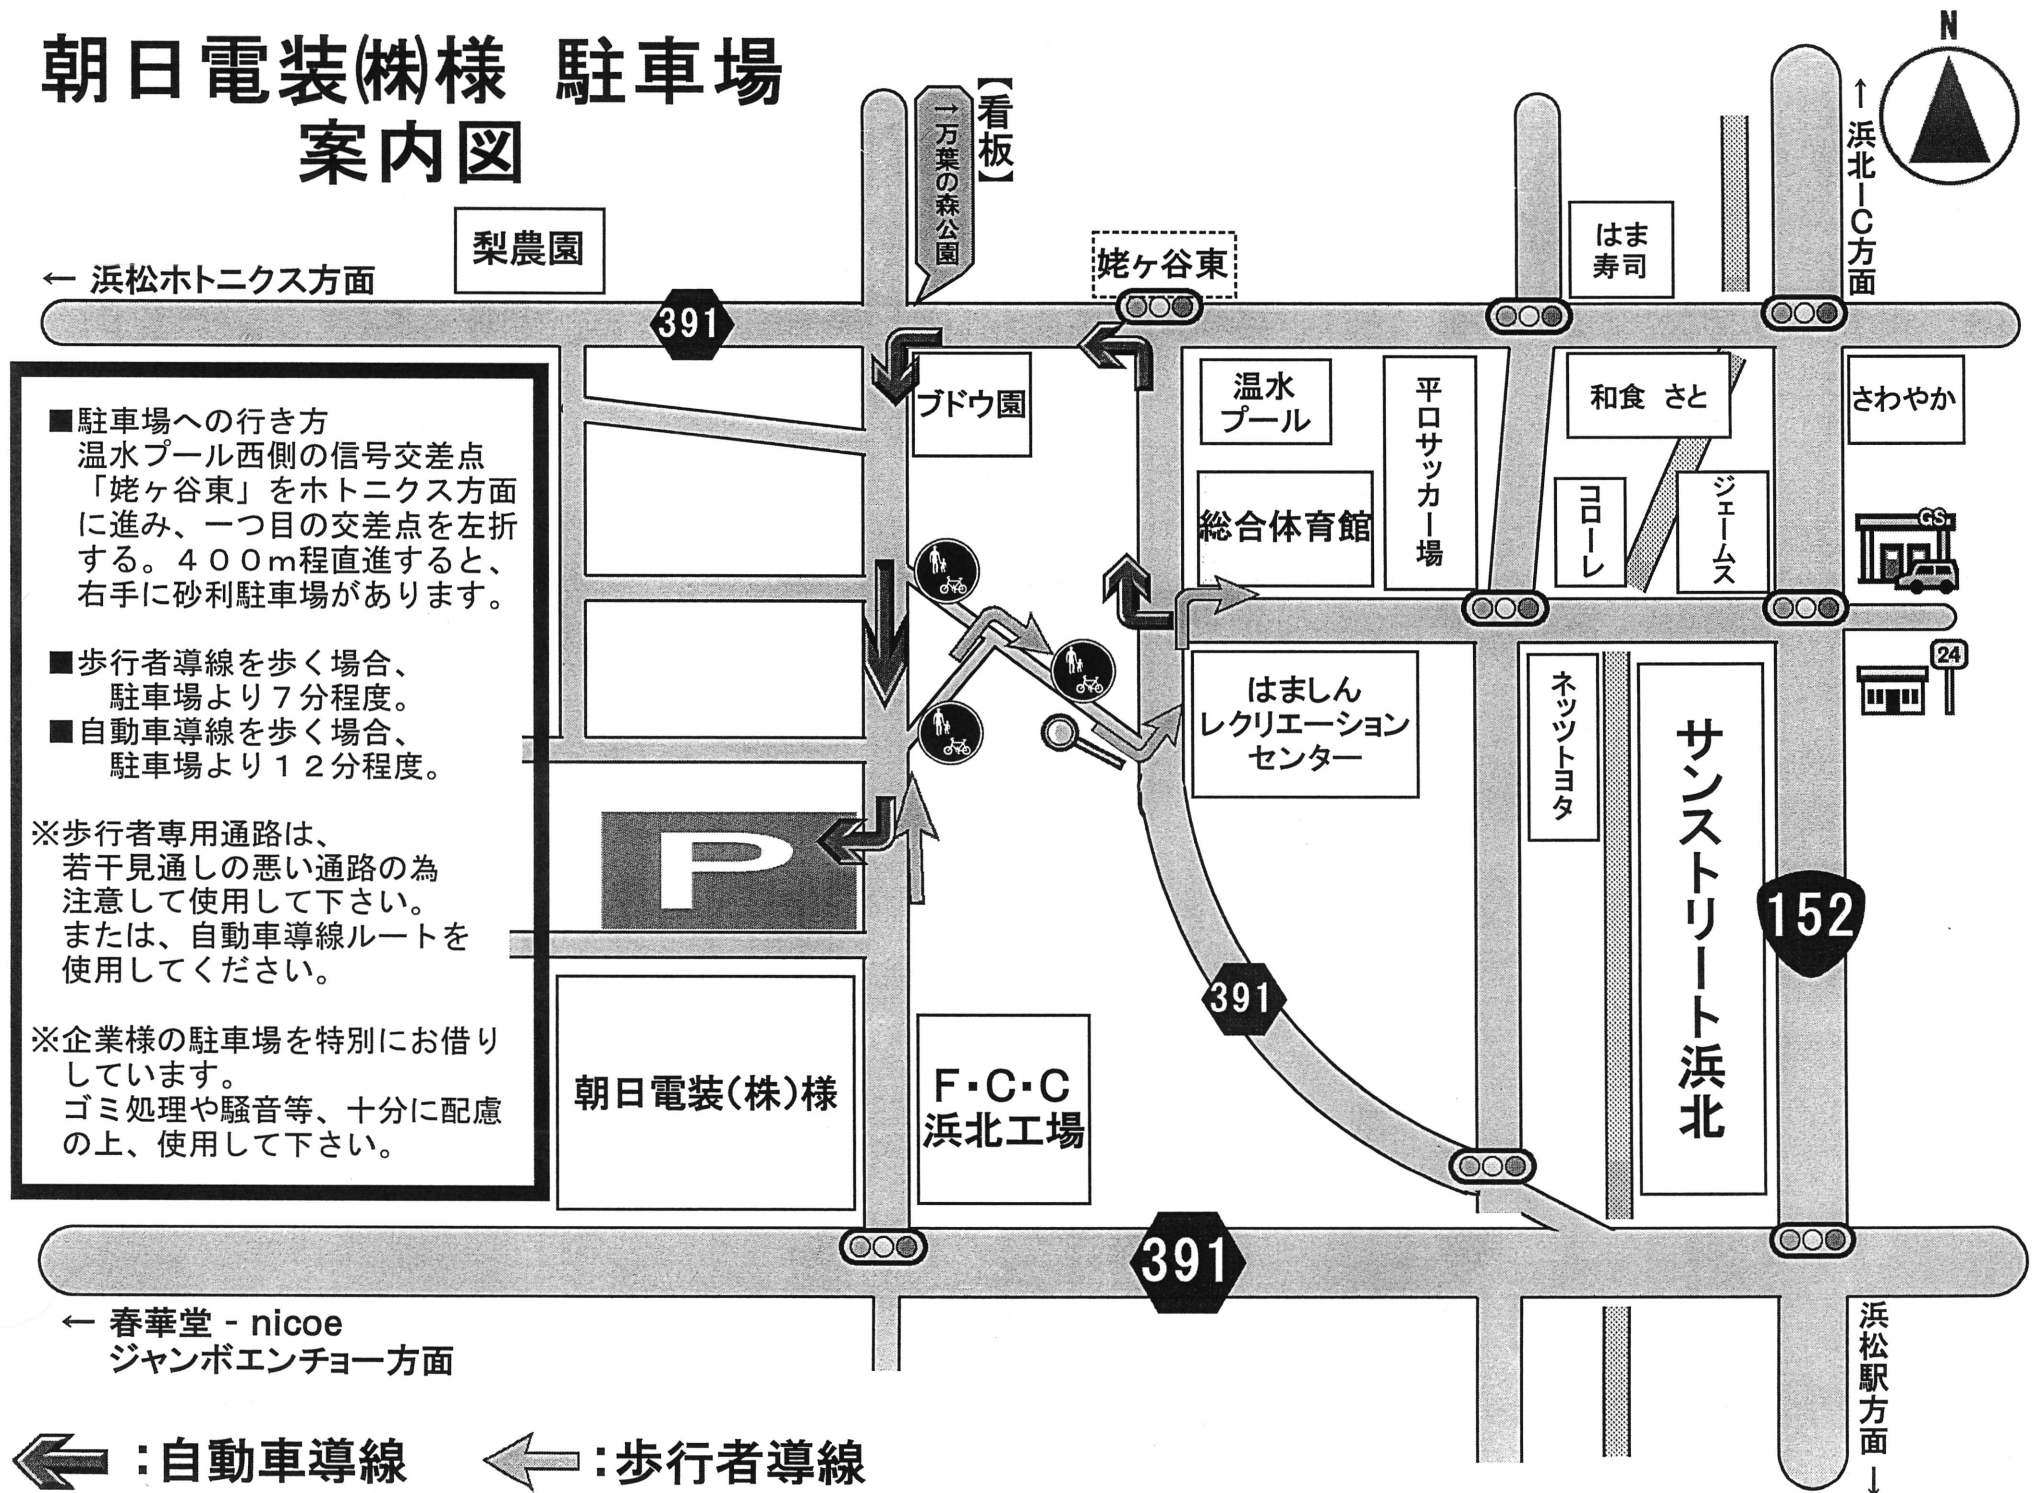 朝日電装㈱様 駐車場
案内図
N
↑浜北IC方面
【看板】
→万葉の森公園
梨農園
← 浜松ホトニクス方面
391
姥ヶ谷東
はま
寿司
ブドウ園
温水
プール
平口サッカー場
和食 さと
さわやか
総合体育館
コローレ
ジェームス
GS
24
はましん
レクリエーション
センター
ネッツトヨタ
サンストリート浜北
152
■駐車場への行き方
温水プール西側の信号交差点
「姥ヶ谷東」をホトニクス方面
に進み、一つ目の交差点を左折
する。400m程直進すると、
右手に砂利駐車場があります。
■歩行者導線を歩く場合、
駐車場より7分程度。
■自動車導線を歩く場合、
駐車場より12分程度。
※歩行者専用通路は、
若干見通しの悪い通路の為
注意して使用して下さい。
または、自動車導線ルートを
使用してください。
※企業様の駐車場を特別にお借り
しています。
ゴミ処理や騒音等、十分に配慮
の上、使用して下さい。
P
391
朝日電装(株)様
F・C・C
浜北工場
391
← 春華堂 - nicoe
ジャンボエンチョー方面
浜松駅方面↓
:自動車導線
:歩行者導線